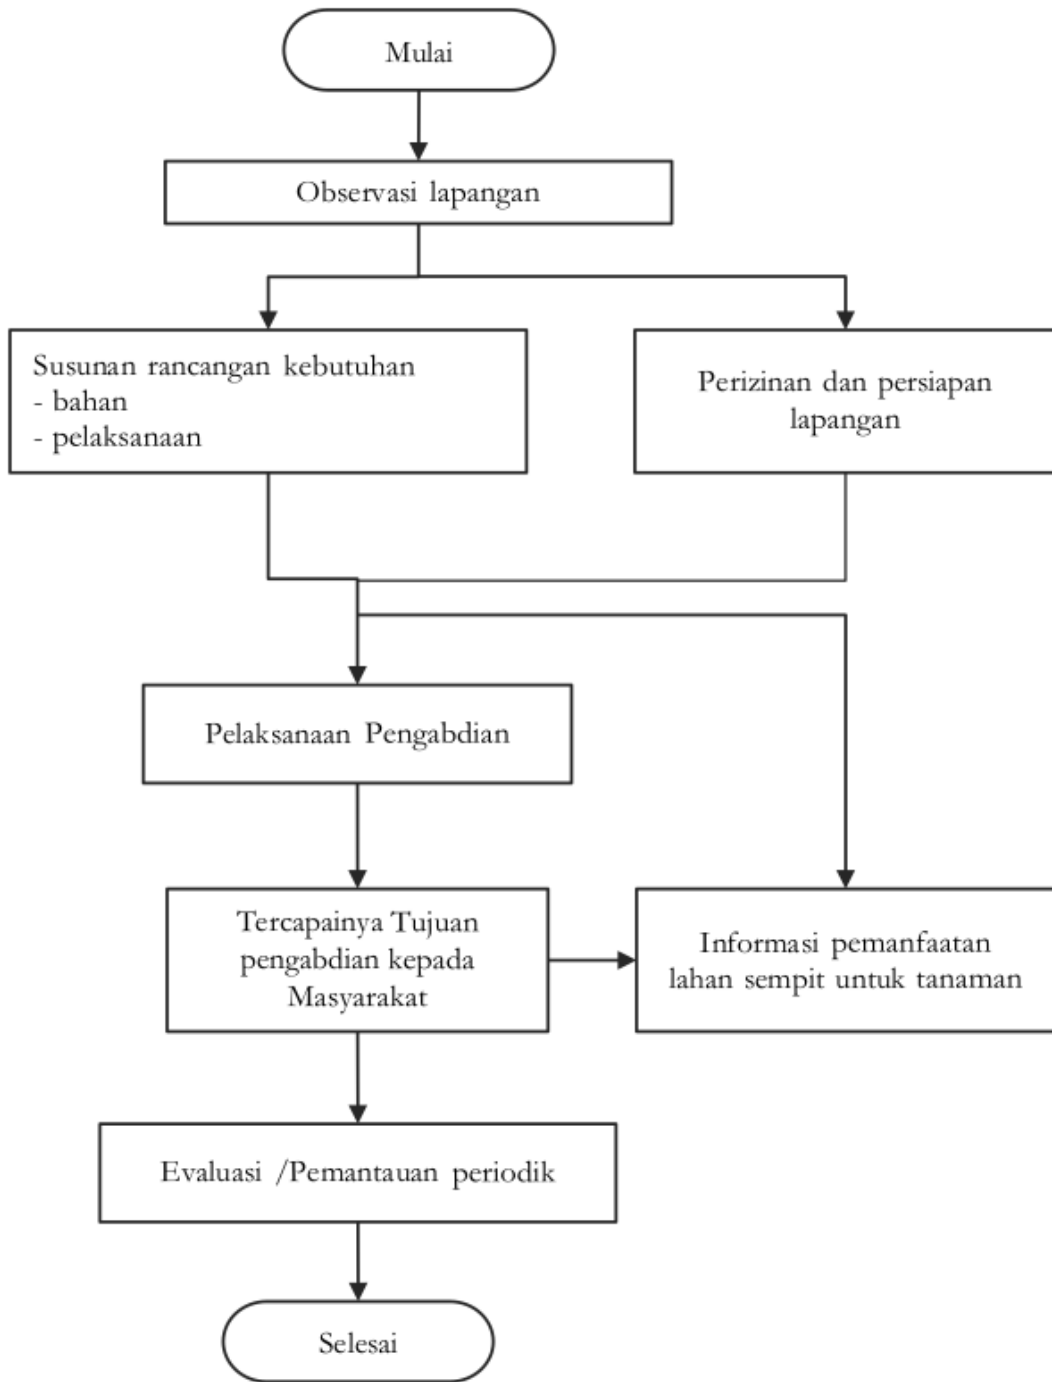 Mulai
Observasi lapangan
Susunan rancangan kebutuhan
- bahan
- pelaksanaan
Perizinan dan persiapan
lapangan
Pelaksanaan Pengabdian
Tercapainya Tujuan
pengabdian kepada
Masyarakat
Informasi pemanfaatan
lahan sempit untuk tanaman
Evaluasi /Pemantauan periodik
Selesai